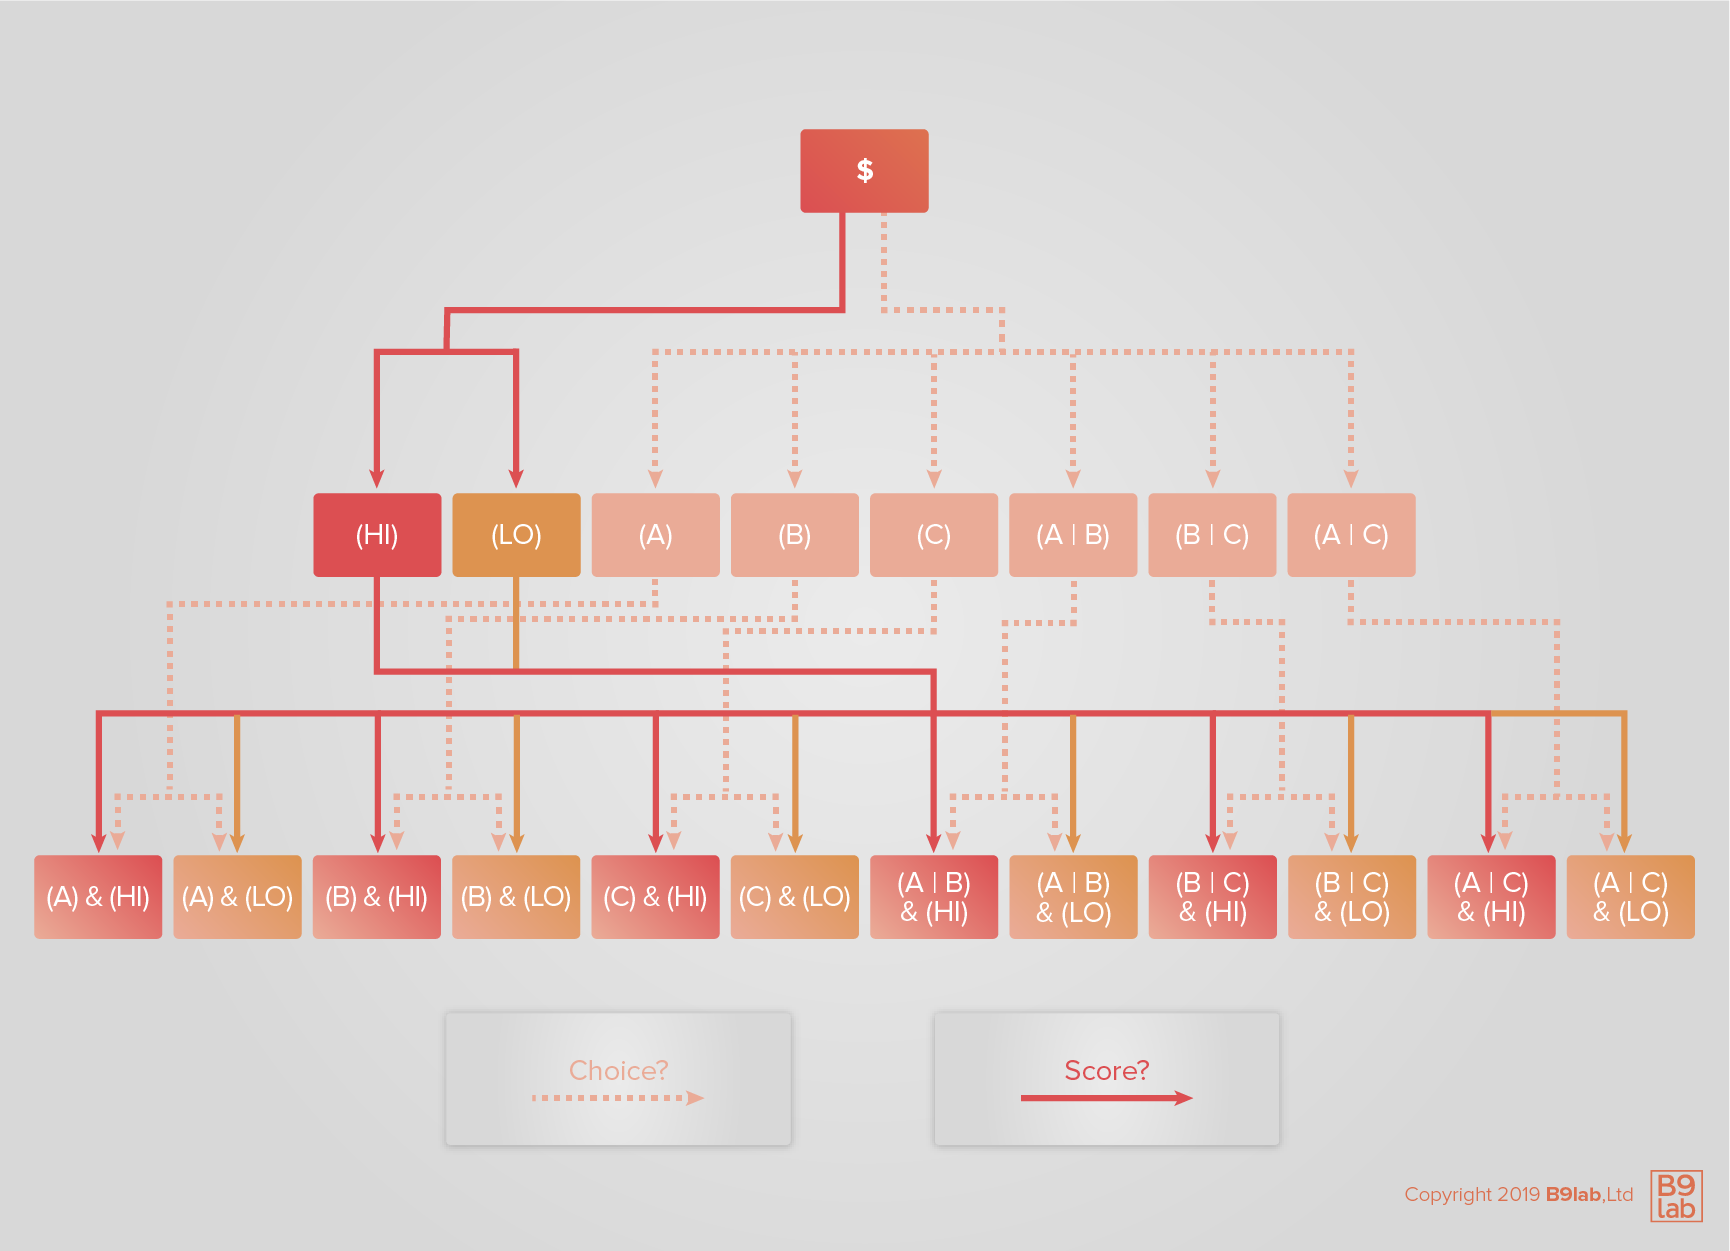 $
(HI)
(LO)
(A)
(B)
(C)
(A | B)
(B | C)
(A | C)
(A) & (HI)
(A) & (LO)
(B) & (HI)
(B) & (LO)
(C) & (HI)
(C) & (LO)
(A | B)
& (HI)
(A | B)
& (LO)
(B | C)
& (HI)
(B | C)
& (LO)
(A | C)
& (HI)
(A | C)
& (LO)
Choice?
Score?
Copyright 2019 B9lab,Ltd
B9
lab